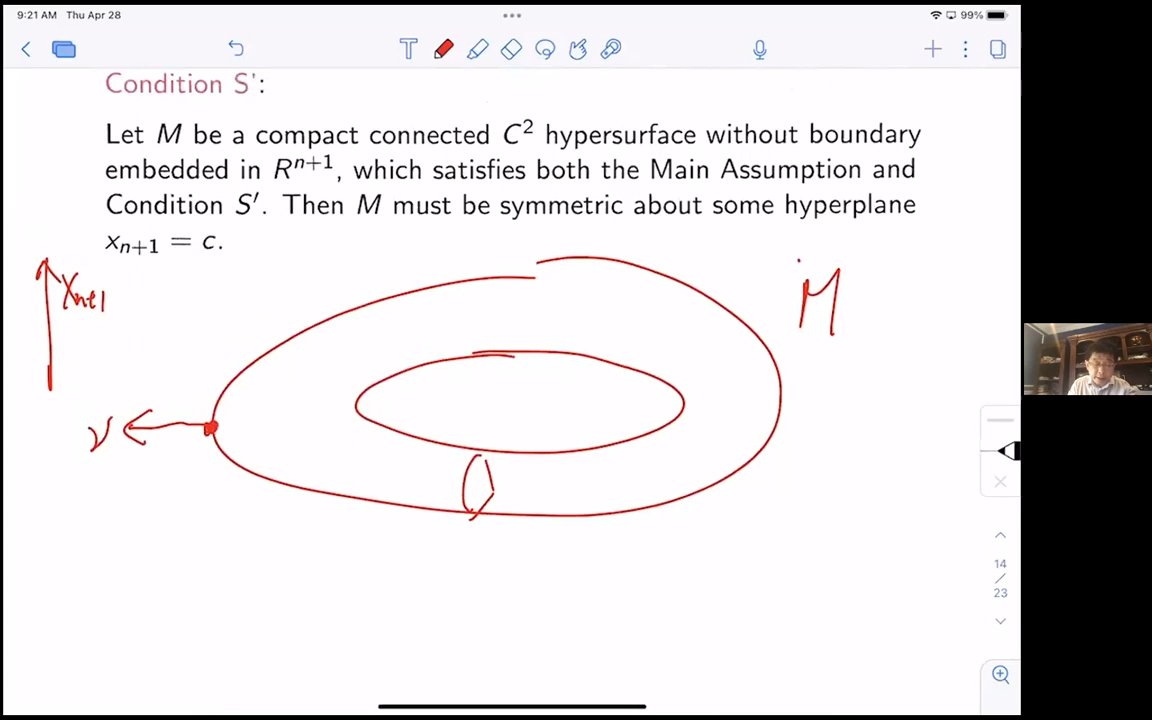 9:21 AM Thu Apr 28
99%
Condition S':
Let M be a compact connected C² hypersurface without boundary
embedded in Rⁿ⁺¹, which satisfies both the Main Assumption and
Condition S′. Then M must be symmetric about some hyperplane
xₙ₊₁ = c.
Xₙ₊₁
M
ν
14
/
23